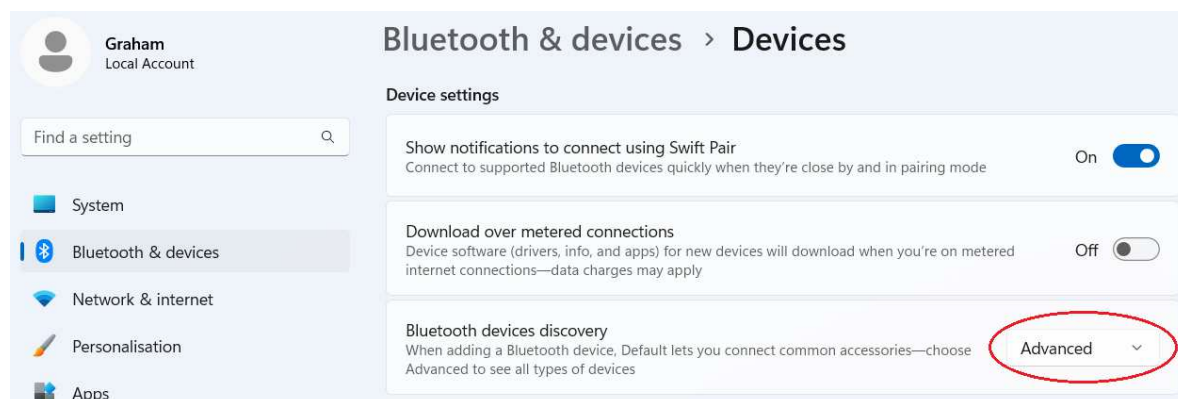 Graham
Local Account
Find a setting
System
Bluetooth & devices
Network & internet
Personalisation
Apps
Bluetooth & devices > Devices
Device settings
Show notifications to connect using Swift Pair
Connect to supported Bluetooth devices quickly when they're close by and in pairing mode
On
Download over metered connections
Device software (drivers, info, and apps) for new devices will download when you're on metered
internet connections—data charges may apply
Off
Bluetooth devices discovery
When adding a Bluetooth device, Default lets you connect common accessories—choose
Advanced to see all types of devices
Advanced